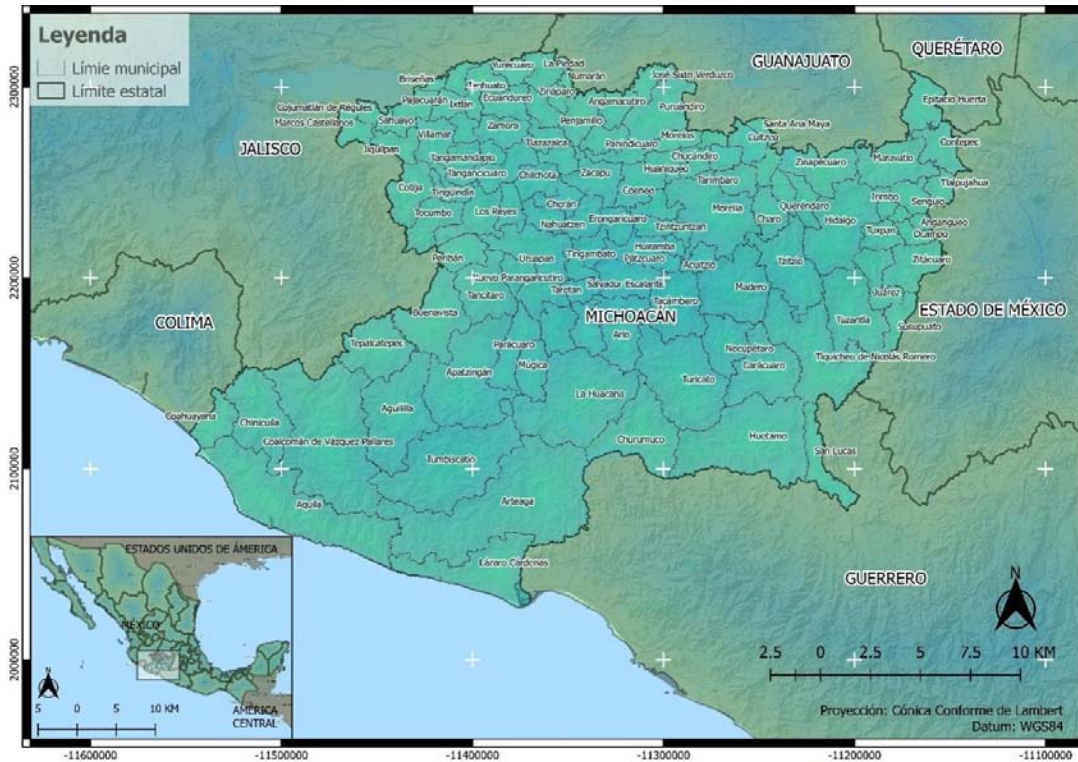 Leyenda
Límie municipal
Límite estatal
QUERÉTARO
GUANAJUATO
JALISCO
COLIMA
MICHOACÁN
ESTADO DE MÉXICO
GUERRERO
Yurécuaro
La Piedad
Numarán
José Sixto Verduzco
Briseñas
Tanhuato
Zináparo
Epitacio Huerta
Pajacuarán
Ixtlán
Ecuandureo
Angamacutiro
Puruándiro
Cojumatlán de Régules
Marcos Castellanos
Sahuayo
Zamora
Penjamillo
Santa Ana Maya
Villamar
Morelos
Cuitzeo
Contepec
Jiquilpan
Tlazazalca
Panindícuaro
Chucándiro
Zinapécuaro
Maravatío
Tangamandapio
Tangancícuaro
Chilchota
Zacapu
Huaniqueo
Tarímbaro
Tlalpujahua
Cotija
Tingüindín
Coeneo
Irimbo
Senguio
Tocumbo
Los Reyes
Cherán
Morelia
Queréndaro
Nahuatzen
Erongarícuaro
Tzintzuntzan
Charo
Hidalgo
Angangueo
Tuxpan
Ocampo
Peribán
Uruapan
Tingambato
Huiramba
Pátzcuaro
Acuitzio
Tzitzio
Zitácuaro
Nuevo Parangaricutiro
Taretan
Salvador Escalante
Madero
Juárez
Tancítaro
Tacámbaro
Buenavista
Ario
Tuzantla
Susupuato
Tepalcatepec
Parácuaro
Nocupétaro
Tiquicheo de Nicolás Romero
Apatzingán
Múgica
Carácuaro
Turicato
La Huacana
Coahuayana
Chinicuila
Aguililla
Coalcomán de Vázquez Pallares
Churumuco
Huetamo
San Lucas
Tumbiscatío
Arteaga
Aquila
Lázaro Cárdenas
ESTADOS UNIDOS DE ÁMERICA
MÉXICO
AMÉRICA
CENTRAL
N
5 0 5 10 KM
N
2.5 0 2.5 5 7.5 10 KM
Proyección: Cónica Conforme de Lambert
Datum: WGS84
2300000
2200000
2100000
2000000
-11600000 -11500000 -11400000 -11300000 -11200000 -11100000